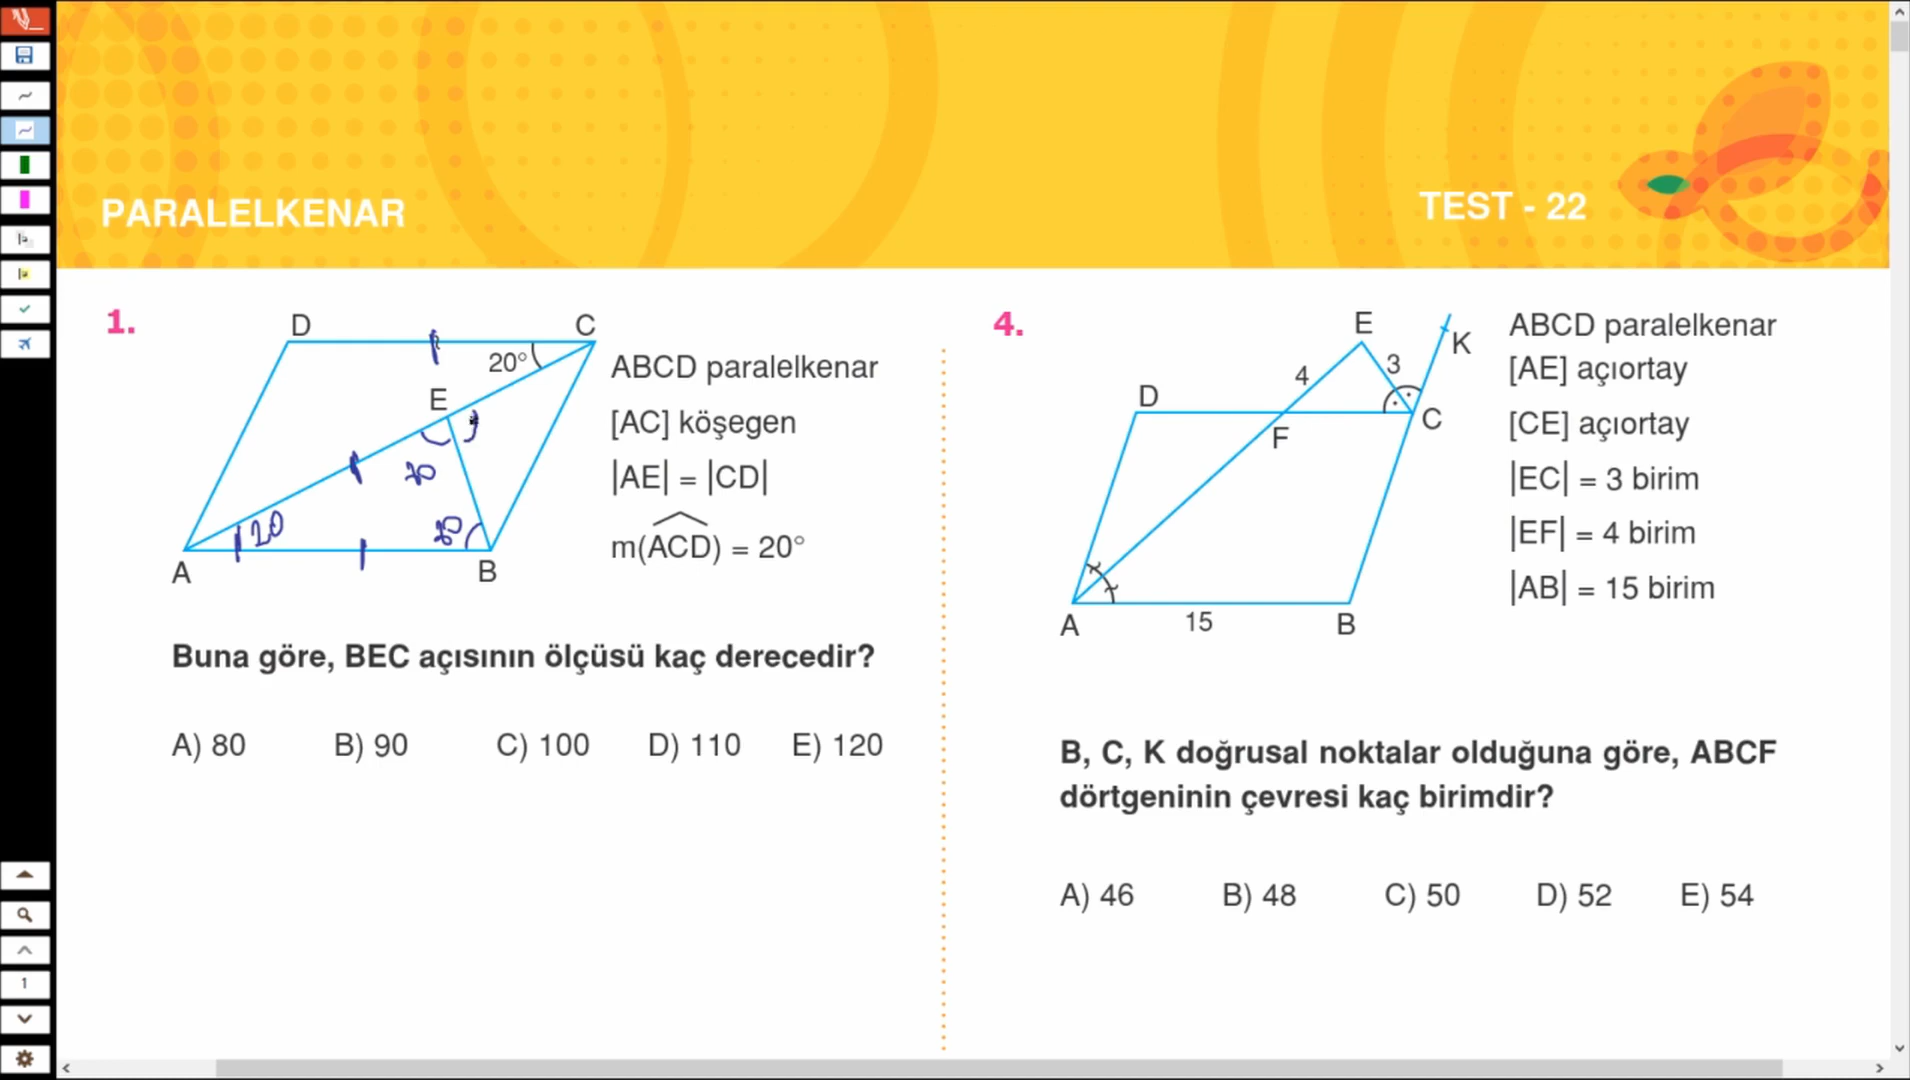 PARALELKENAR
TEST - 22
1.
D
C
20°
E
A
B
20
80
ABCD paralelkenar
[AC] köşegen
|AE| = |CD|
m(ACD) = 20°
Buna göre, BEC açısının ölçüsü kaç derecedir?
A) 80 B) 90 C) 100 D) 110 E) 120
4.
E
K
4
3
D
C
F
A
15
B
ABCD paralelkenar
[AE] açıortay
[CE] açıortay
|EC| = 3 birim
|EF| = 4 birim
|AB| = 15 birim
B, C, K doğrusal noktalar olduğuna göre, ABCF
dörtgeninin çevresi kaç birimdir?
A) 46 B) 48 C) 50 D) 52 E) 54
1